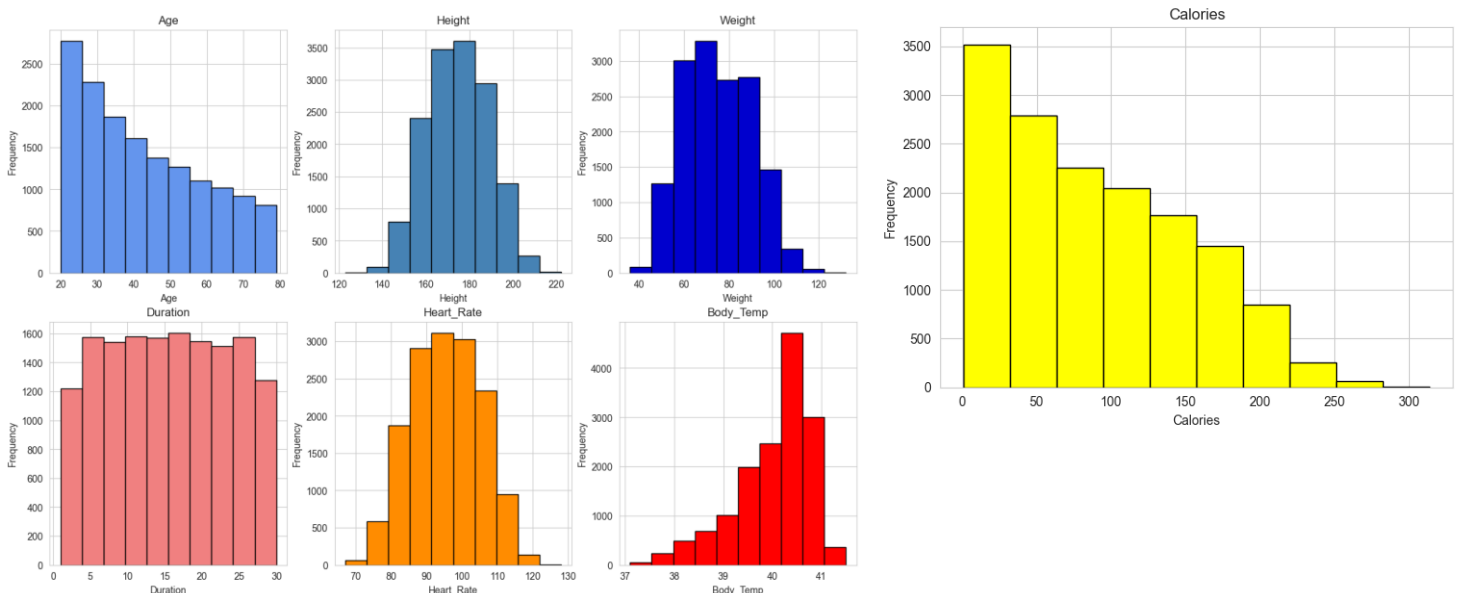 Age
Frequency
2500
2000
1500
1000
500
0
20 30 40 50 60 70 80
Age
Height
Frequency
3500
3000
2500
2000
1500
1000
500
0
120 140 160 180 200 220
Height
Weight
Frequency
3000
2500
2000
1500
1000
500
0
40 60 80 100 120
Weight
Calories
Frequency
3500
3000
2500
2000
1500
1000
500
0
0 50 100 150 200 250 300
Calories
Duration
Frequency
1600
1400
1200
1000
800
600
400
200
0
0 5 10 15 20 25 30
Duration
Heart_Rate
Frequency
3000
2500
2000
1500
1000
500
0
70 80 90 100 110 120 130
Heart_Rate
Body_Temp
Frequency
4000
3000
2000
1000
0
37 38 39 40 41
Body_Temp